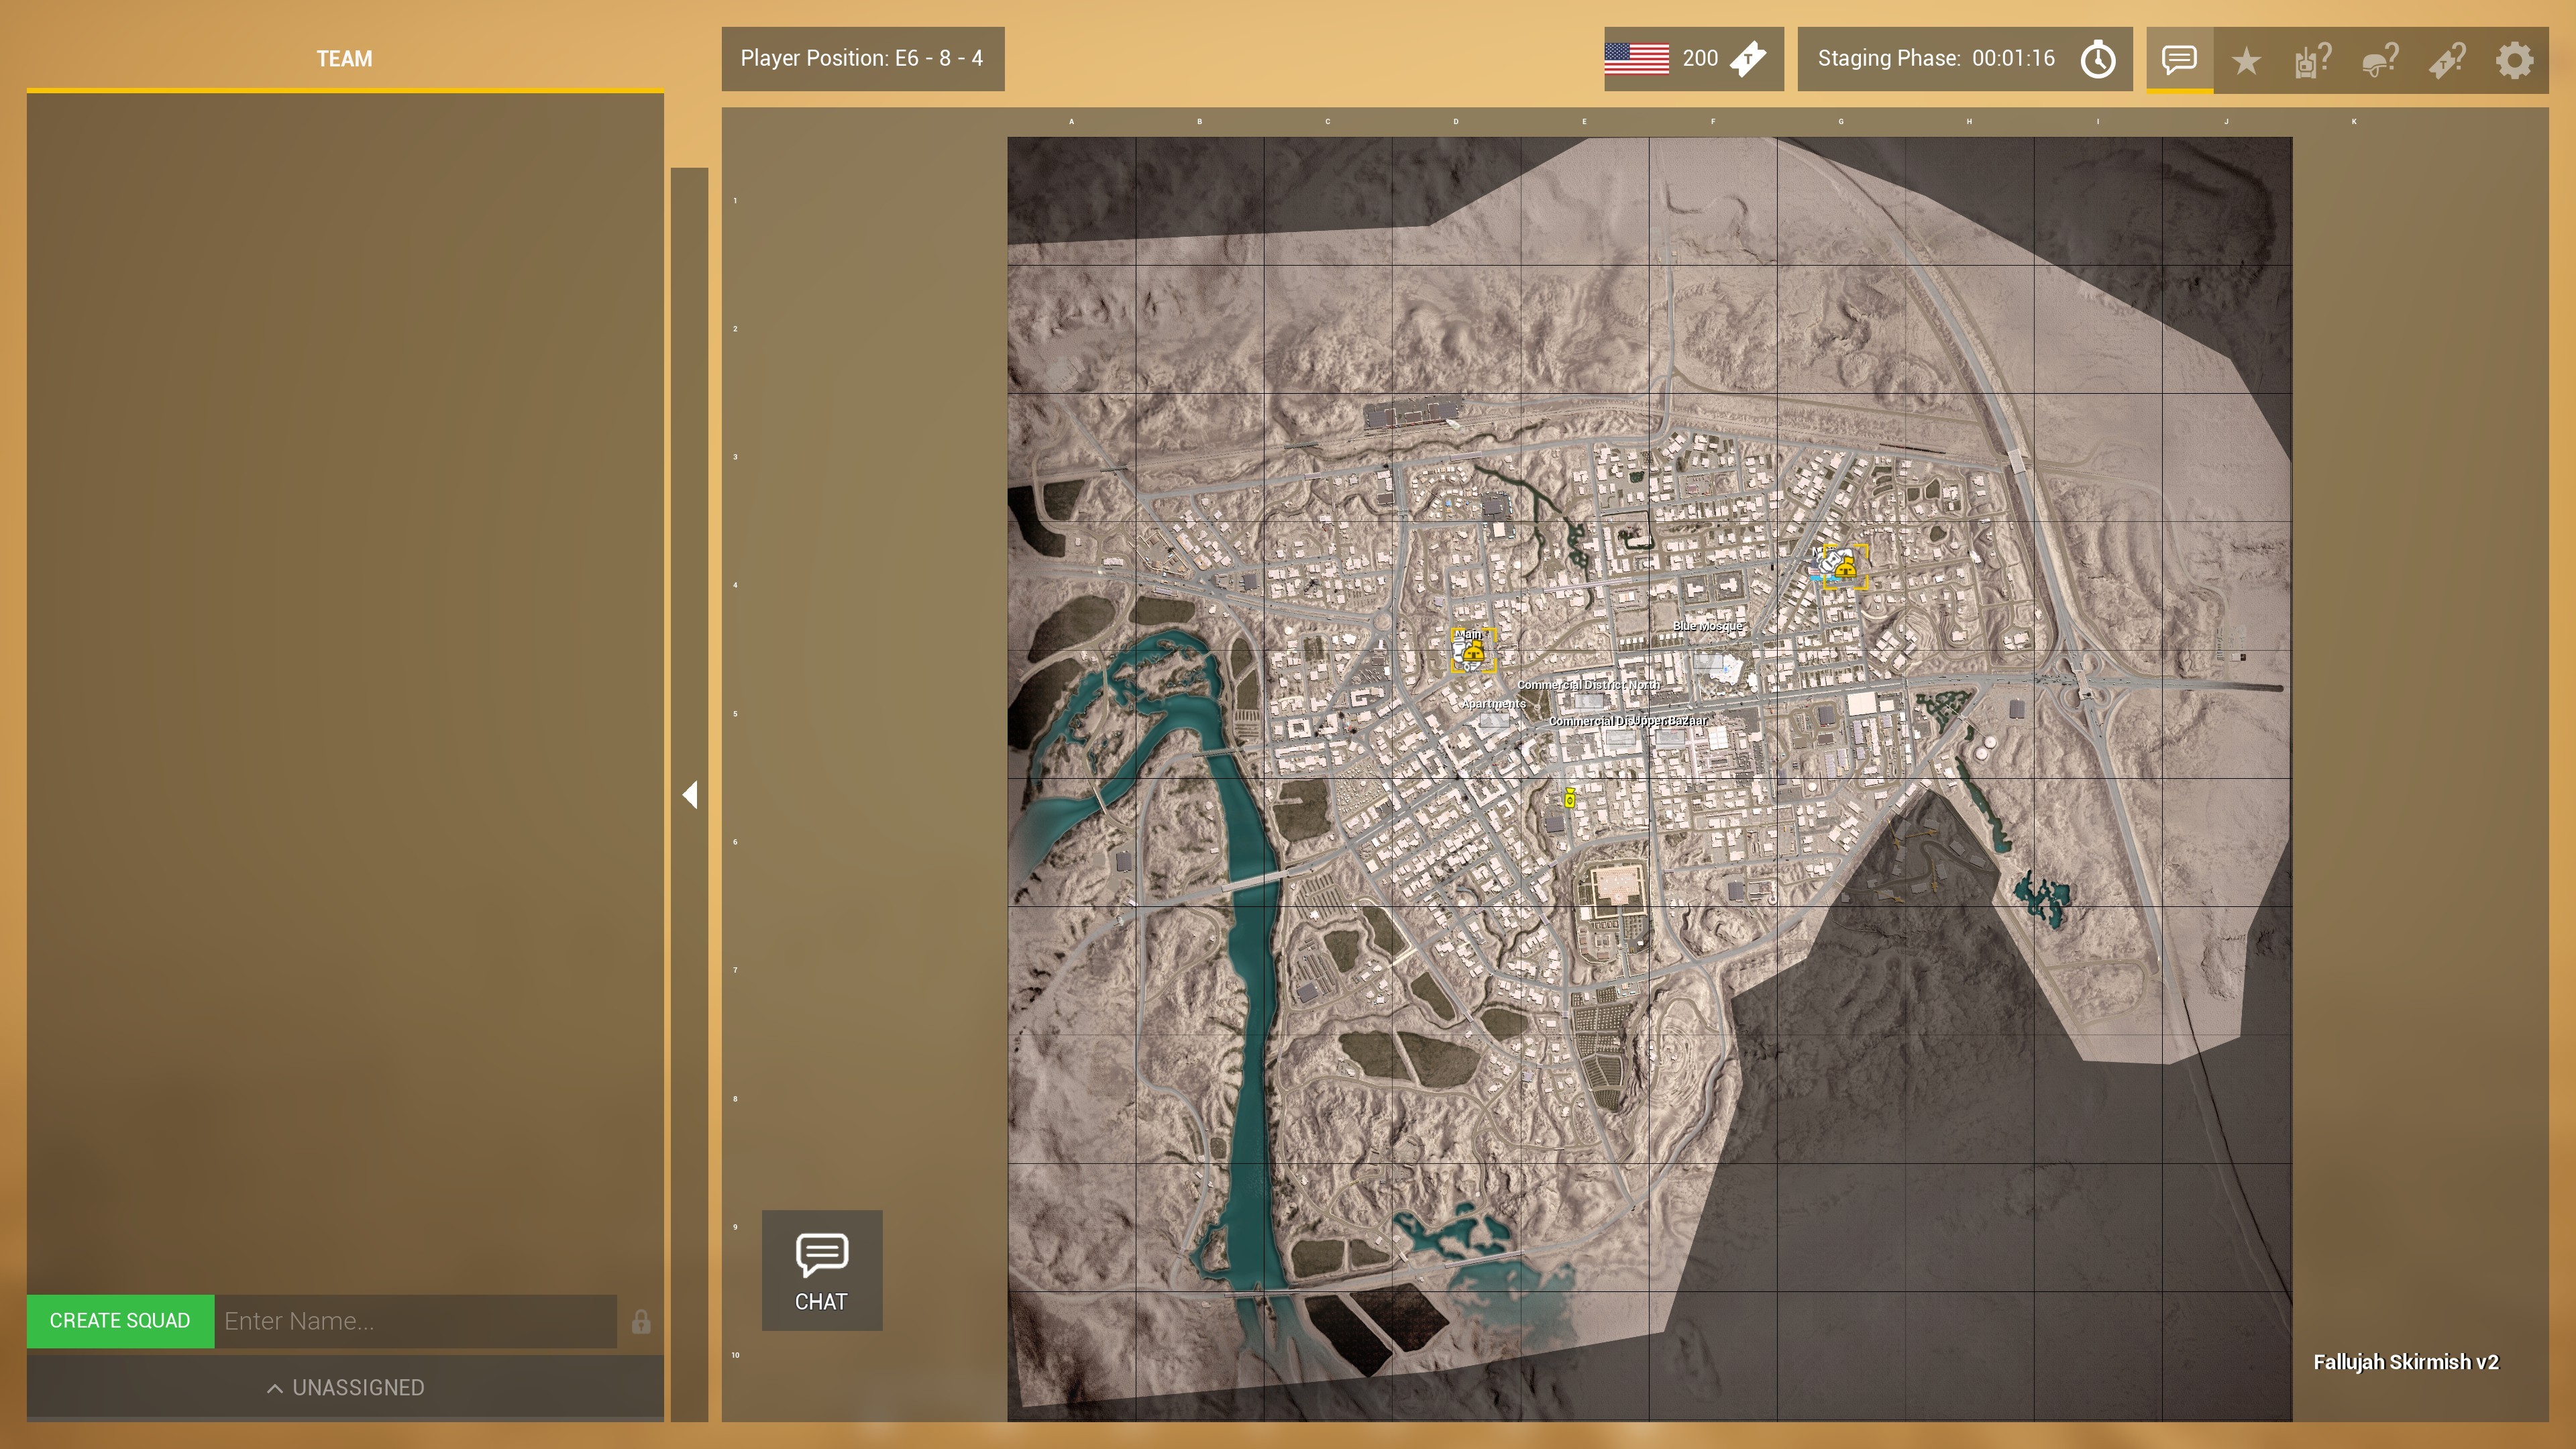 TEAM
Player Position: E6 - 8 - 4
200
T
Staging Phase: 00:01:16
? ? T ?
A B C D E F G H I J K
1
2
3
4
Blue Mosque
Main
Commercial District North
Apartments
5
Upper Bazaar
6
7
8
9
CHAT
CREATE SQUAD
Enter Name...
10
Fallujah Skirmish v2
UNASSIGNED